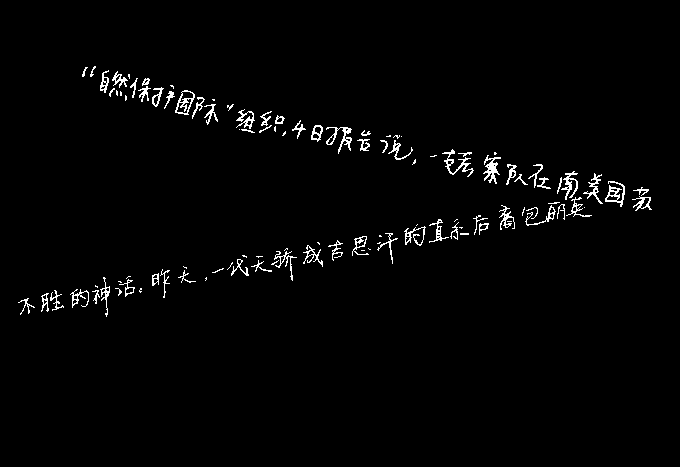 “自然保护国际”组织,4日报告说,一考察队在南美国苏
不胜的神话。昨天,一代天骄成吉思汗的直系后裔包丽英